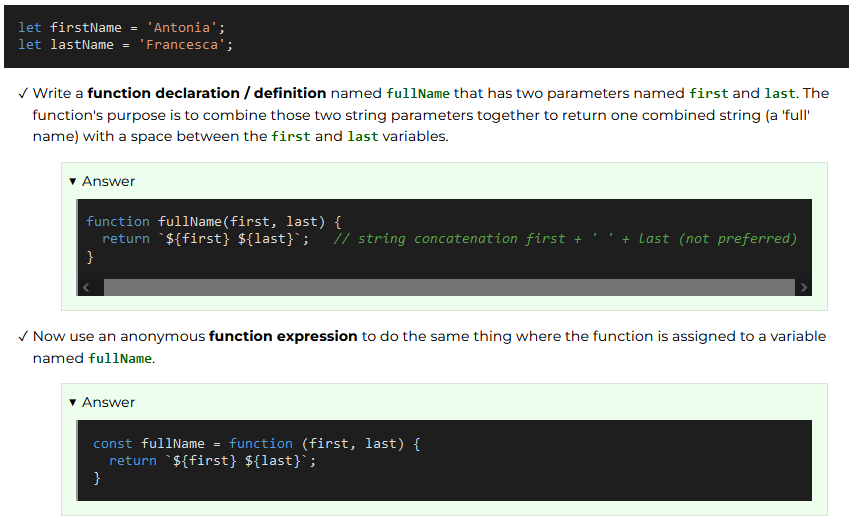 let firstName = 'Antonia';
let lastName = 'Francesca';
✓ Write a function declaration / definition named fullName that has two parameters named first and last. The
function's purpose is to combine those two string parameters together to return one combined string (a 'full'
name) with a space between the first and last variables.
▼ Answer
function fullName(first, last) {
  return `${first} ${last}`;   // string concatenation first + ' ' + last (not preferred)
}
✓ Now use an anonymous function expression to do the same thing where the function is assigned to a variable
named fullName.
▼ Answer
const fullName = function (first, last) {
  return `${first} ${last}`;
}